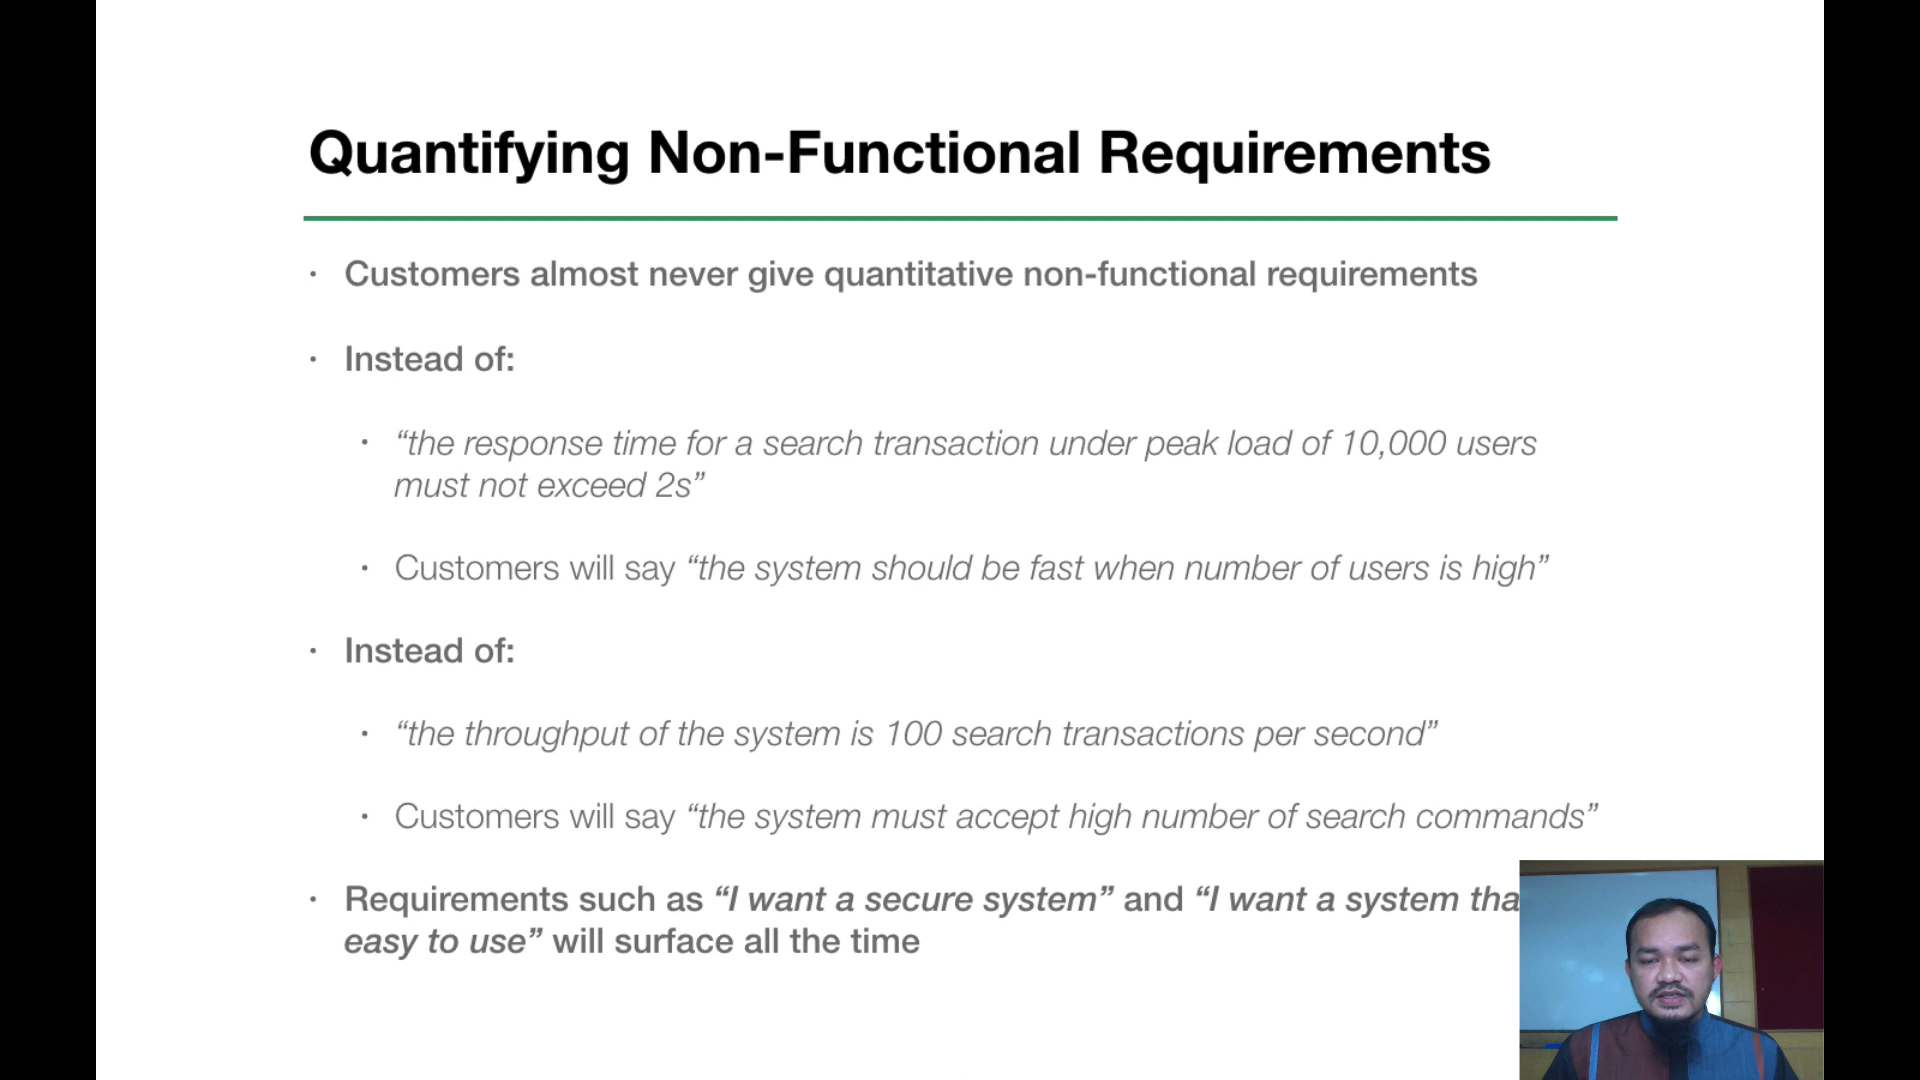 Quantifying Non-Functional Requirements
· Customers almost never give quantitative non-functional requirements
· Instead of:
· “the response time for a search transaction under peak load of 10,000 users
must not exceed 2s”
· Customers will say “the system should be fast when number of users is high”
· Instead of:
· “the throughput of the system is 100 search transactions per second”
· Customers will say “the system must accept high number of search commands”
· Requirements such as “I want a secure system” and “I want a system
easy to use” will surface all the time